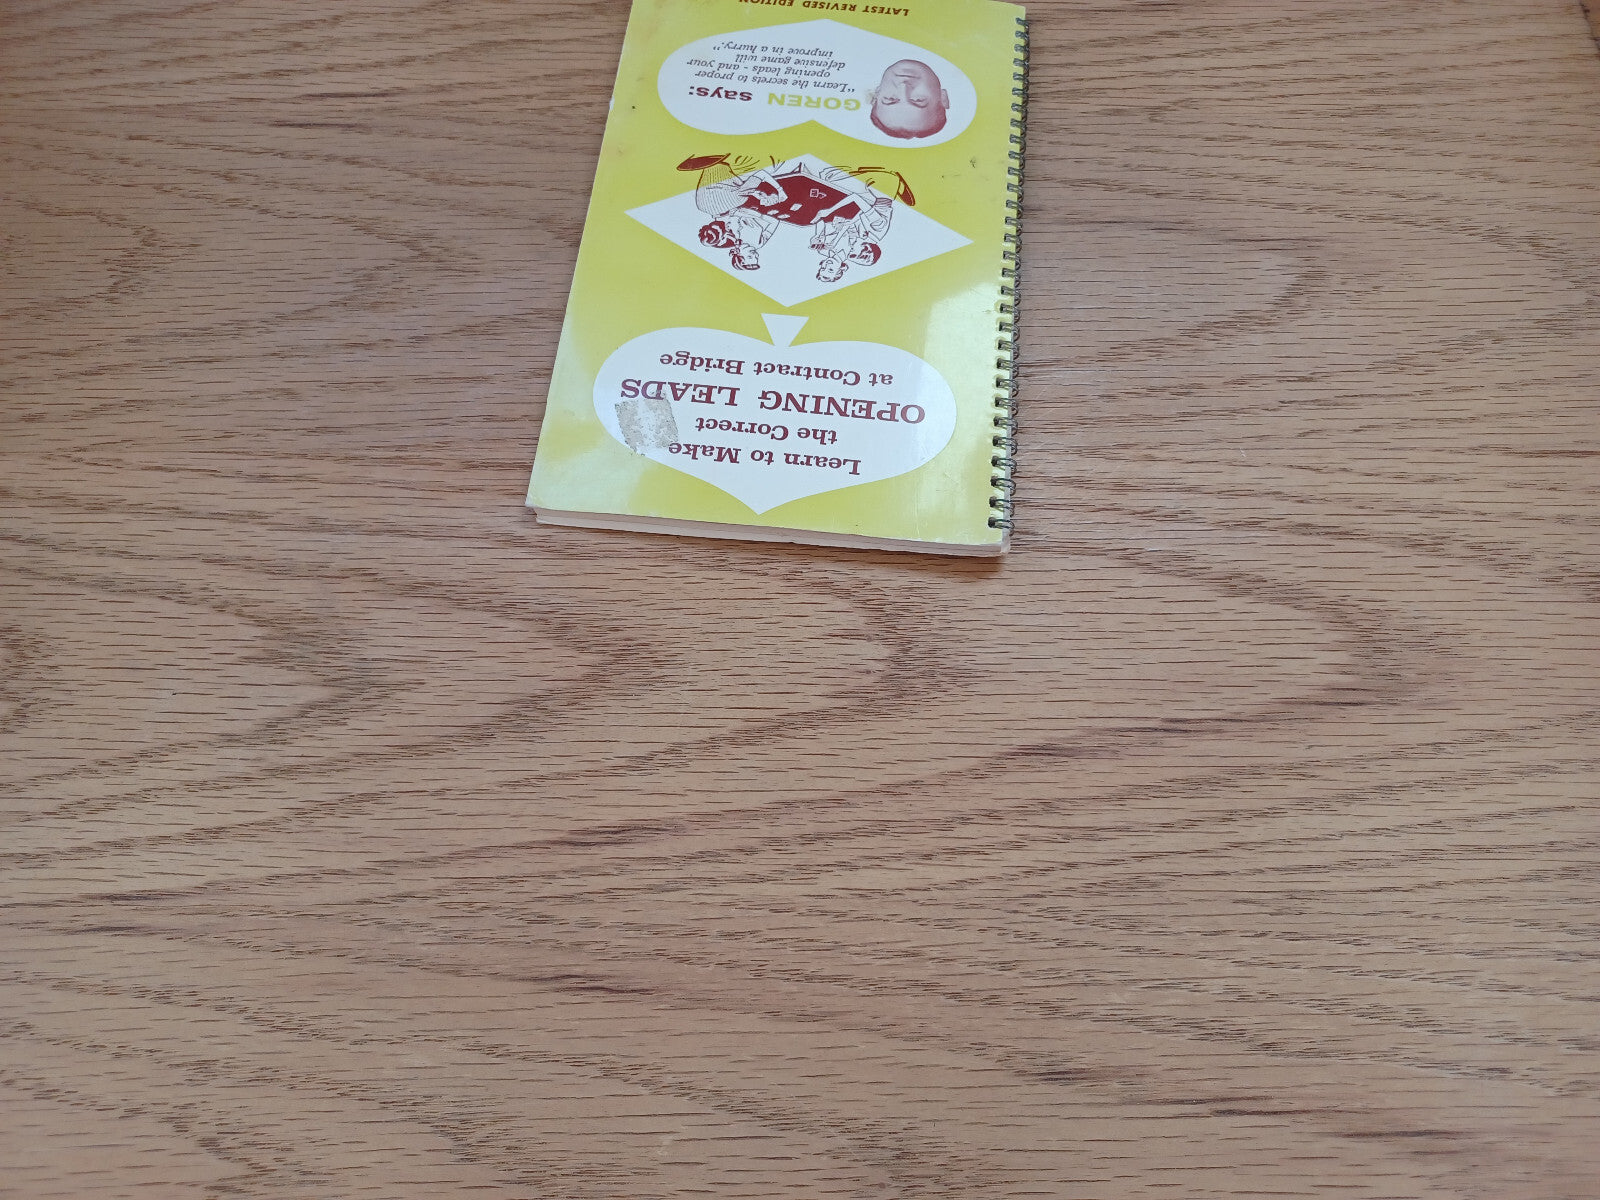 Learn to Make
the Correct
OPENING LEADS
at Contract Bridge
GOREN says:
"Learn the secrets to proper
opening leads - and your
defensive game will
improve in a hurry."
LATEST REVISED EDITION